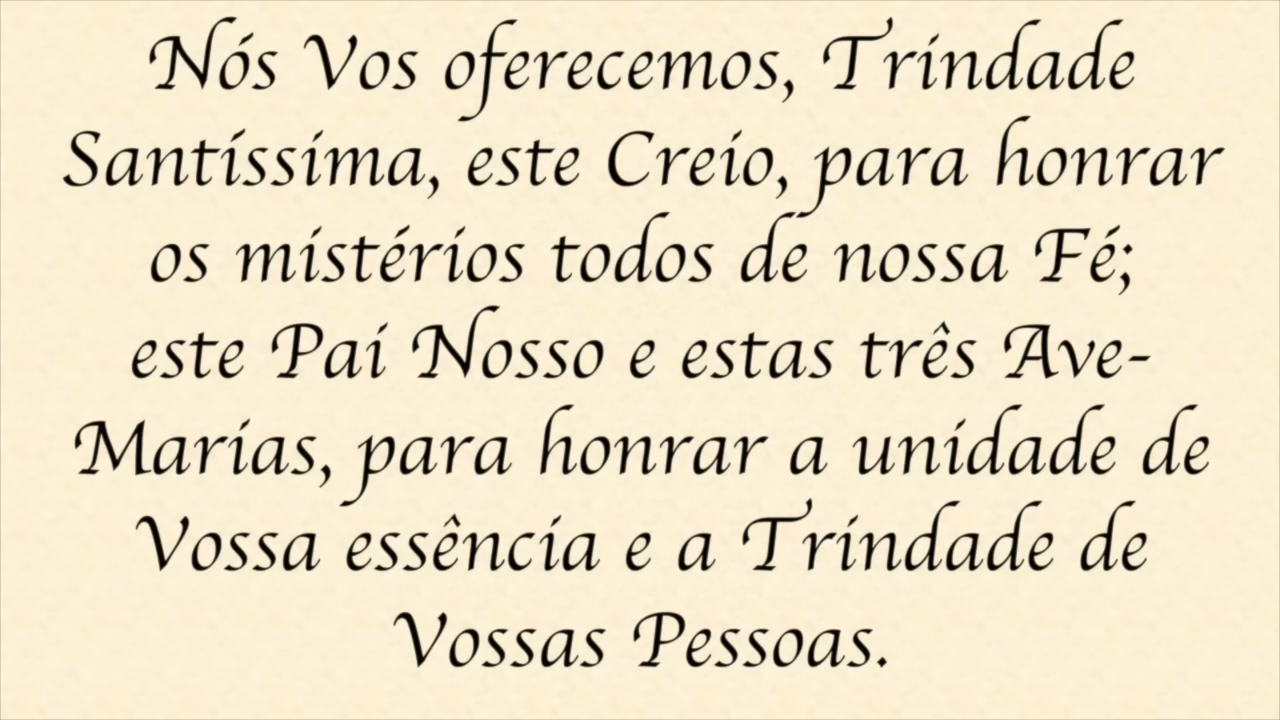 Nós Vos oferecemos, Trindade
Santíssima, este Creio, para honrar
os mistérios todos de nossa Fé;
este Pai Nosso e estas três Ave-
Marias, para honrar a unidade de
Vossa essência e a Trindade de
Vossas Pessoas.